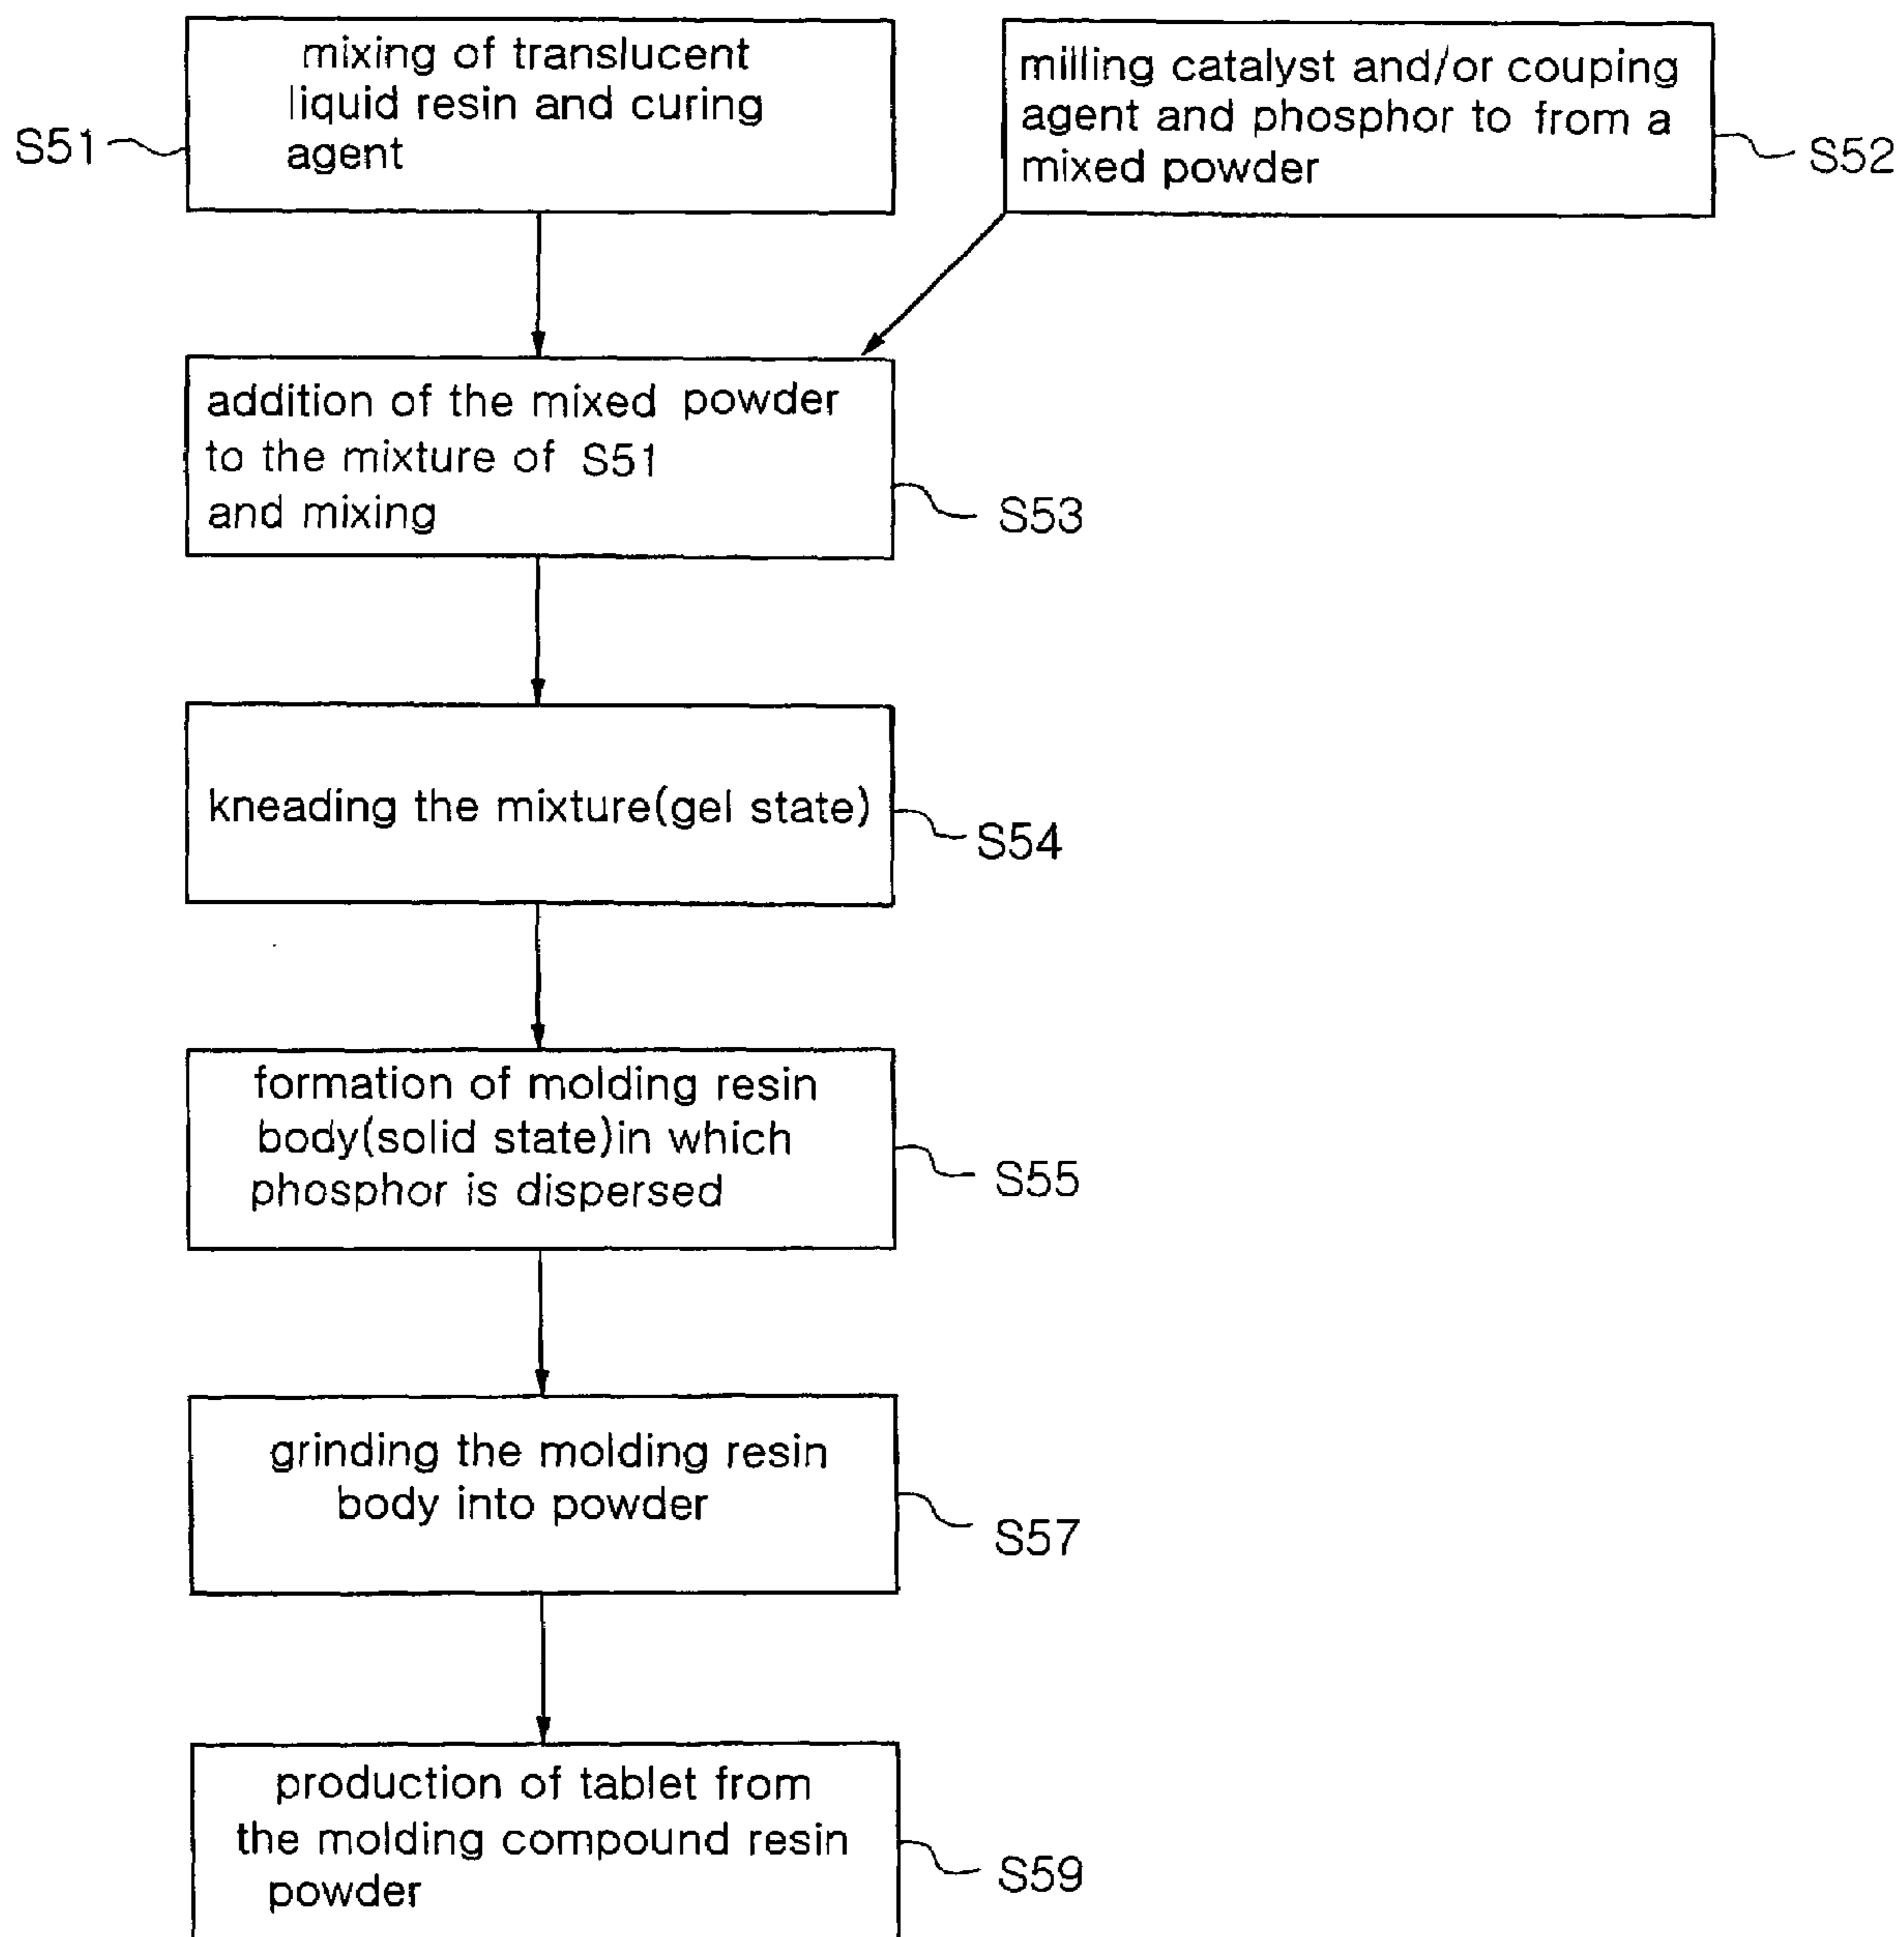 mixing of translucent
liquid resin and curing
agent
S51
milling catalyst and/or couping
agent and phosphor to from a
mixed powder
S52
addition of the mixed powder
to the mixture of S51
and mixing
S53
kneading the mixture(gel state)
S54
formation of molding resin
body(solid state)in which
phosphor is dispersed
S55
grinding the molding resin
body into powder
S57
production of tablet from
the molding compound resin
powder
S59